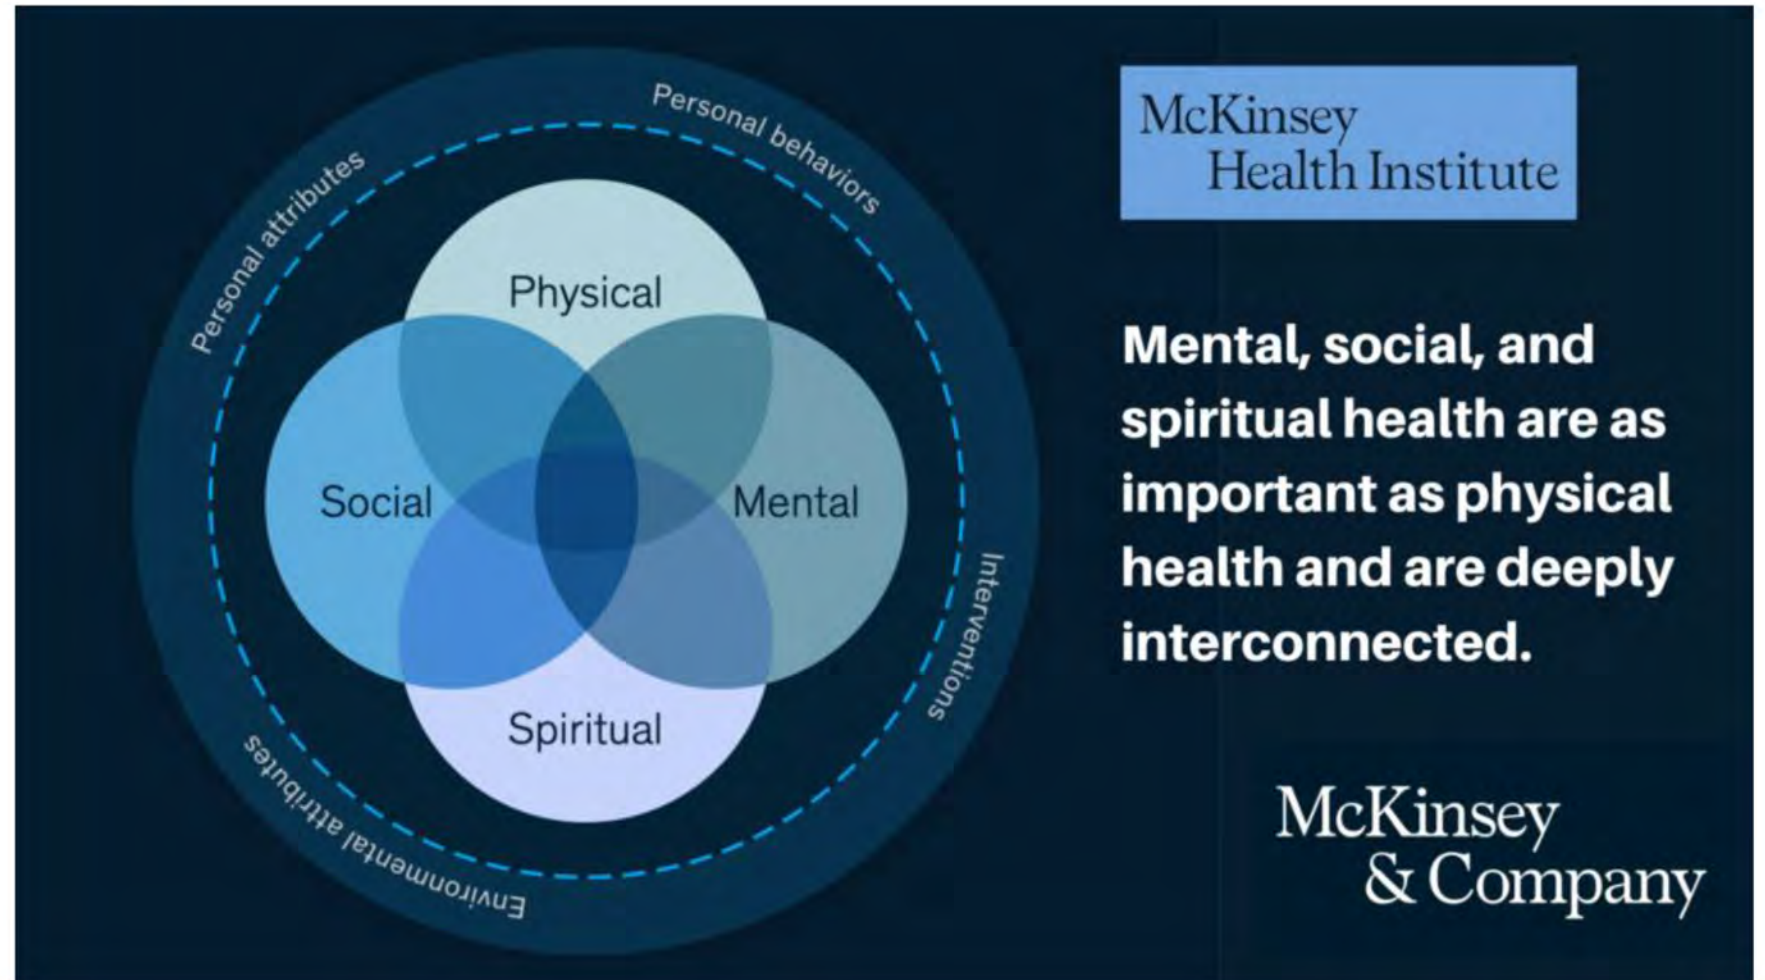 Personal behaviors
Personal attributes
Physical
Social
Mental
Interventions
Spiritual
Environmental attributes
McKinsey
Health Institute
Mental, social, and
spiritual health are as
important as physical
health and are deeply
interconnected.
McKinsey
& Company